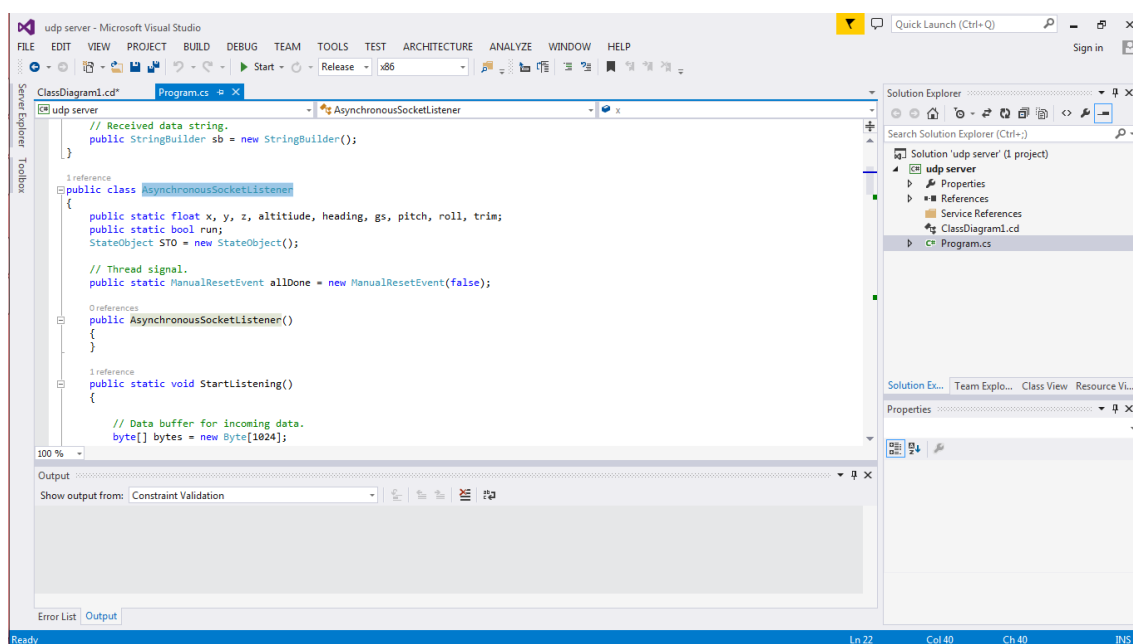 udp server - Microsoft Visual Studio
Quick Launch (Ctrl+Q)
FILE EDIT VIEW PROJECT BUILD DEBUG TEAM TOOLS TEST ARCHITECTURE ANALYZE WINDOW HELP
Sign in
Start
Release
x86
Server Explorer
Toolbox
ClassDiagram1.cd*
Program.cs
C# udp server
AsynchronousSocketListener
x
// Received data string.
public StringBuilder sb = new StringBuilder();
}
1 reference
public class AsynchronousSocketListener
{
public static float x, y, z, altitiude, heading, gs, pitch, roll, trim;
public static bool run;
StateObject STO = new StateObject();
// Thread signal.
public static ManualResetEvent allDone = new ManualResetEvent(false);
0 references
public AsynchronousSocketListener()
{
}
1 reference
public static void StartListening()
{
// Data buffer for incoming data.
byte[] bytes = new Byte[1024];
100 %
Output
Show output from: Constraint Validation
Error List Output
Solution Explorer
Search Solution Explorer (Ctrl+;)
Solution 'udp server' (1 project)
C# udp server
Properties
References
Service References
ClassDiagram1.cd
C# Program.cs
Solution Ex... Team Explo... Class View Resource Vi...
Properties
Ready
Ln 22 Col 40 Ch 40 INS